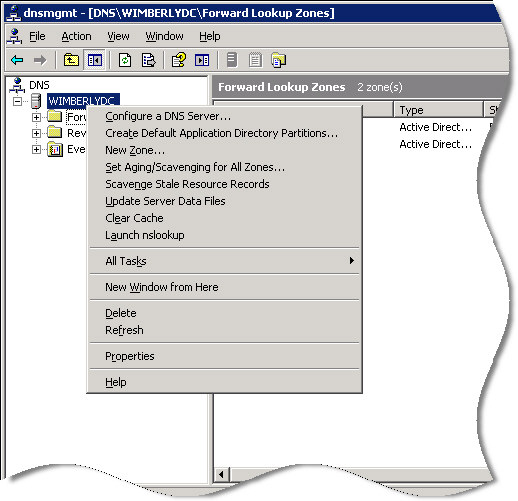 dnsmgmt - [DNS\WIMBERLYDC\Forward Lookup Zones]
File Action View Window Help
DNS
WIMBERLYDC
Forward Lookup Zones 2 zone(s)
Type
Active Direct...
Active Direct...
Configure a DNS Server...
Create Default Application Directory Partitions...
New Zone...
Set Aging/Scavenging for All Zones...
Scavenge Stale Resource Records
Update Server Data Files
Clear Cache
Launch nslookup
All Tasks
New Window from Here
Delete
Refresh
Properties
Help